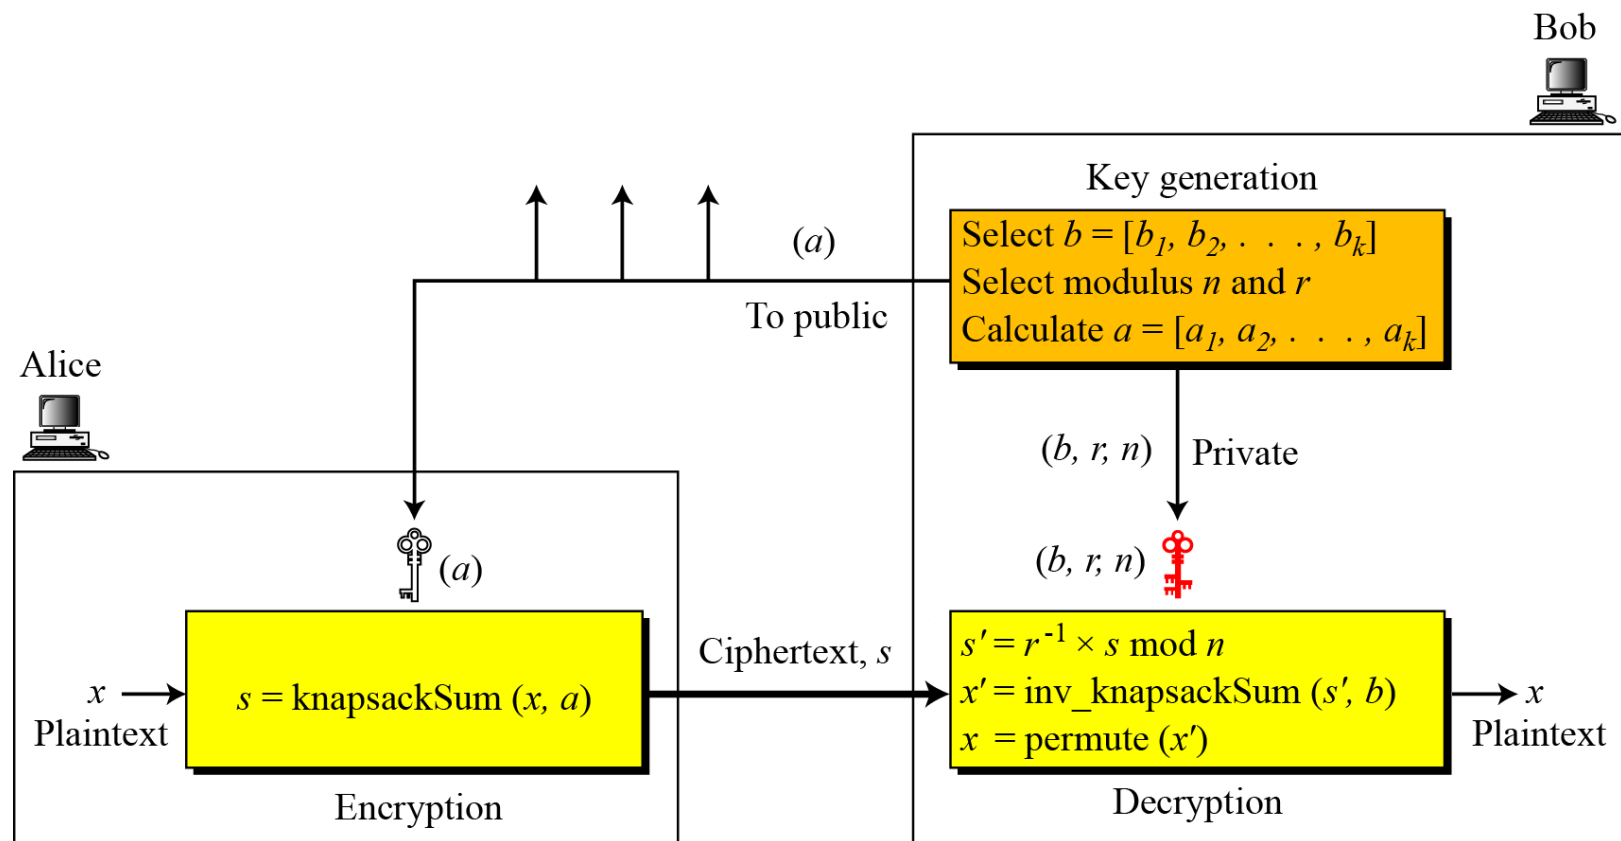 Bob
Key generation
Select b = [b₁, b₂, . . . , bₖ]
Select modulus n and r
Calculate a = [a₁, a₂, . . . , aₖ]
(a)
To public
Alice
(b, r, n) Private
(a)
(b, r, n)
x
Plaintext
s = knapsackSum (x, a)
Encryption
Ciphertext, s
s′ = r⁻¹ × s mod n
x′ = inv_knapsackSum (s′, b)
x = permute (x′)
Decryption
x
Plaintext